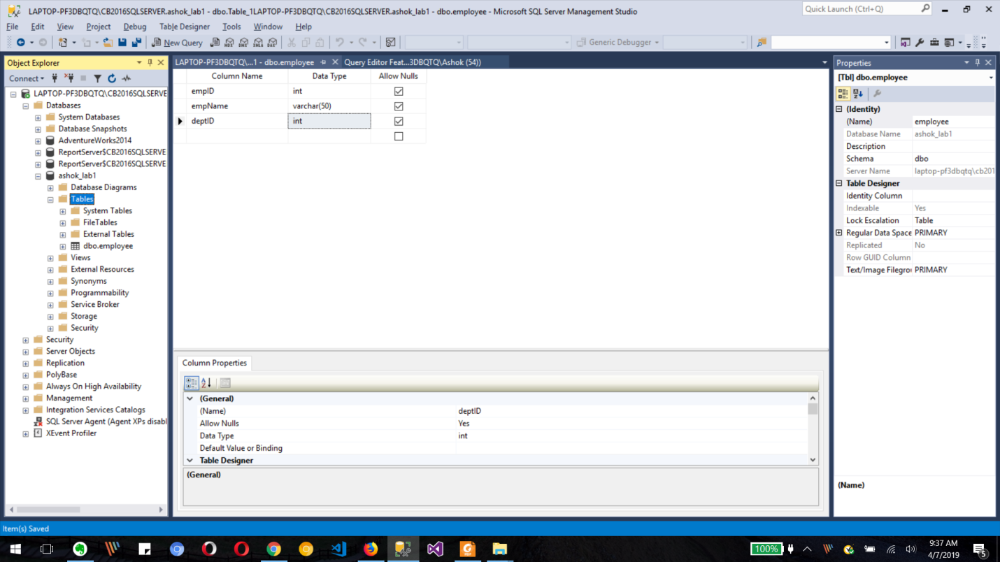 LAPTOP-PF3DBQTQ\CB2016SQLSERVER.ashok_lab1 - dbo.Table_1LAPTOP-PF3DBQTQ\CB2016SQLSERVER.ashok_lab1 - dbo.employee - Microsoft SQL Server Management Studio
Quick Launch (Ctrl+Q)
File Edit View Project Debug Table Designer Tools Window Help
New Query
MDX DMX XMLA DAX
Generic Debugger
Object Explorer
Connect
LAPTOP-PF3DBQTQ\CB2016SQLSERVE
Databases
System Databases
Database Snapshots
AdventureWorks2014
ReportServer$CB2016SQLSERVE
ReportServer$CB2016SQLSERVE
ashok_lab1
Database Diagrams
Tables
System Tables
FileTables
External Tables
dbo.employee
Views
External Resources
Synonyms
Programmability
Service Broker
Storage
Security
Security
Server Objects
Replication
PolyBase
Always On High Availability
Management
Integration Services Catalogs
SQL Server Agent (Agent XPs disabl
XEvent Profiler
LAPTOP-PF3DBQTQ\...1 - dbo.employee
Query Editor Feat...3DBQTQ\Ashok (54))
Column Name Data Type Allow Nulls
empID int
empName varchar(50)
deptID int
Column Properties
(General)
(Name) deptID
Allow Nulls Yes
Data Type int
Default Value or Binding
Table Designer
(General)
Properties
[Tbl] dbo.employee
(Identity)
(Name) employee
Database Name ashok_lab1
Description
Schema dbo
Server Name laptop-pf3dbqtq\cb201
Table Designer
Identity Column
Indexable Yes
Lock Escalation Table
Regular Data Space PRIMARY
Replicated No
Row GUID Column
Text/Image Filegrou PRIMARY
(Name)
Item(s) Saved
100%
9:37 AM
4/7/2019
5